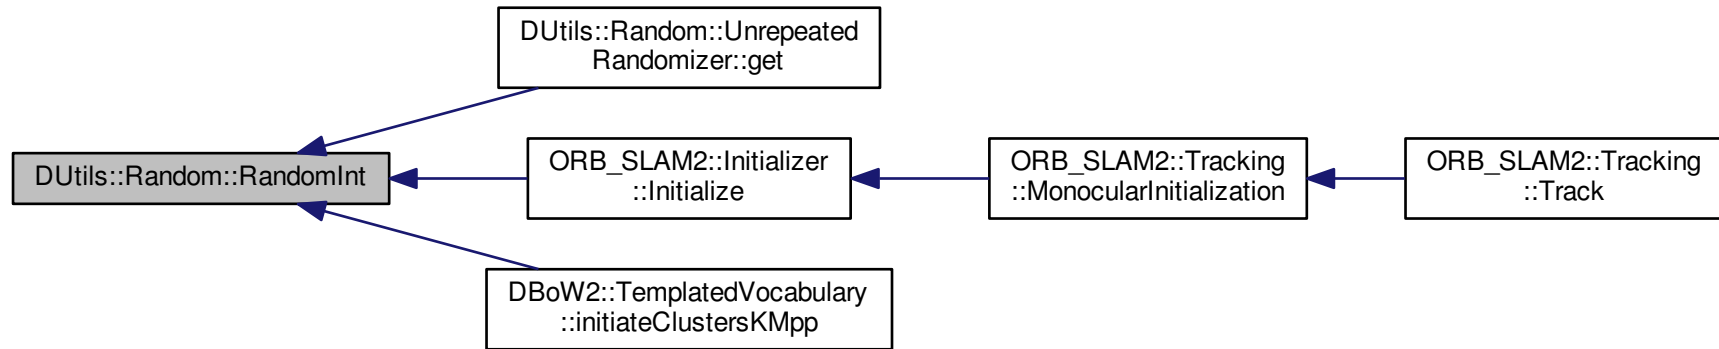 DUtils::Random::Unrepeated
Randomizer::get
DUtils::Random::RandomInt
ORB_SLAM2::Initializer
::Initialize
ORB_SLAM2::Tracking
::MonocularInitialization
ORB_SLAM2::Tracking
::Track
DBoW2::TemplatedVocabulary
::initiateClustersKMpp